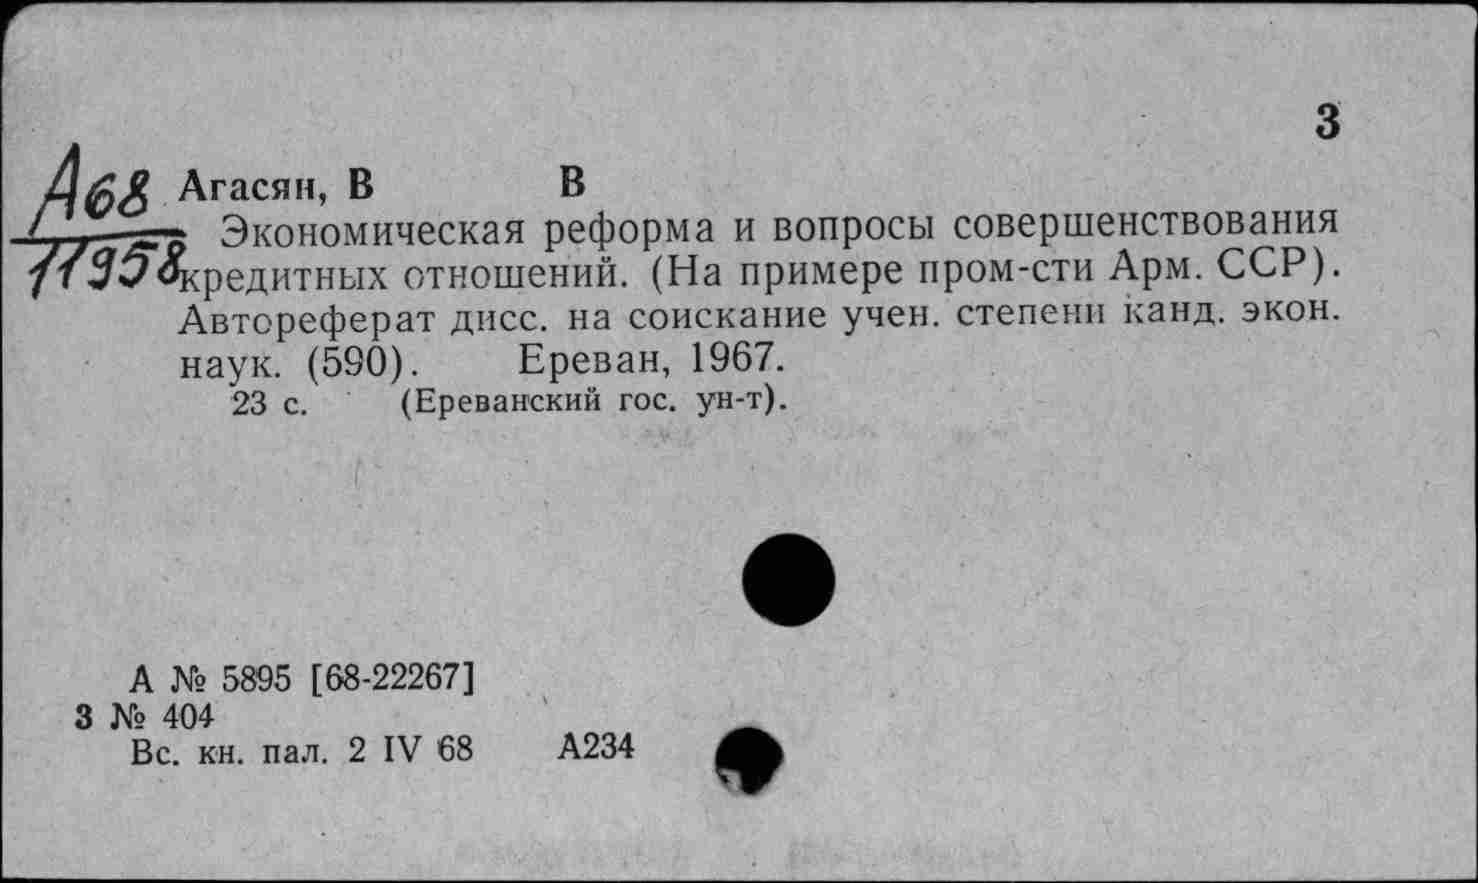 3
А68 Агасян, В В
Экономическая реформа и вопросы совершенствования
11958 кредитных отношений. (На примере пром-сти Арм. ССР).
Автореферат дисс. на соискание учен. степени канд. экон.
наук. (590). Ереван, 1967.
23 с. (Ереванский гос. ун-т).
А № 5895 [68-22267]
3 № 404
Вс. кн. пал. 2 IV 68 А234